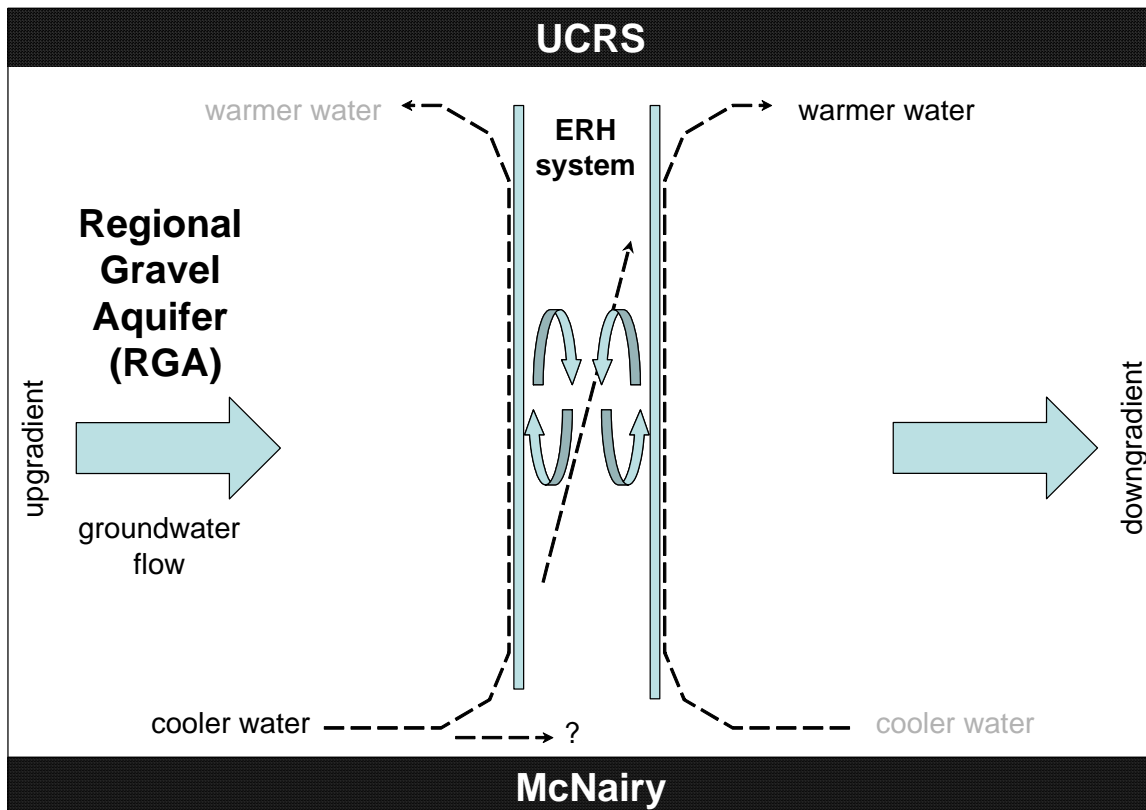 UCRS
warmer water
ERH
system
warmer water
Regional
Gravel
Aquifer
(RGA)
upgradient
groundwater
flow
downgradient
cooler water
?
cooler water
McNairy